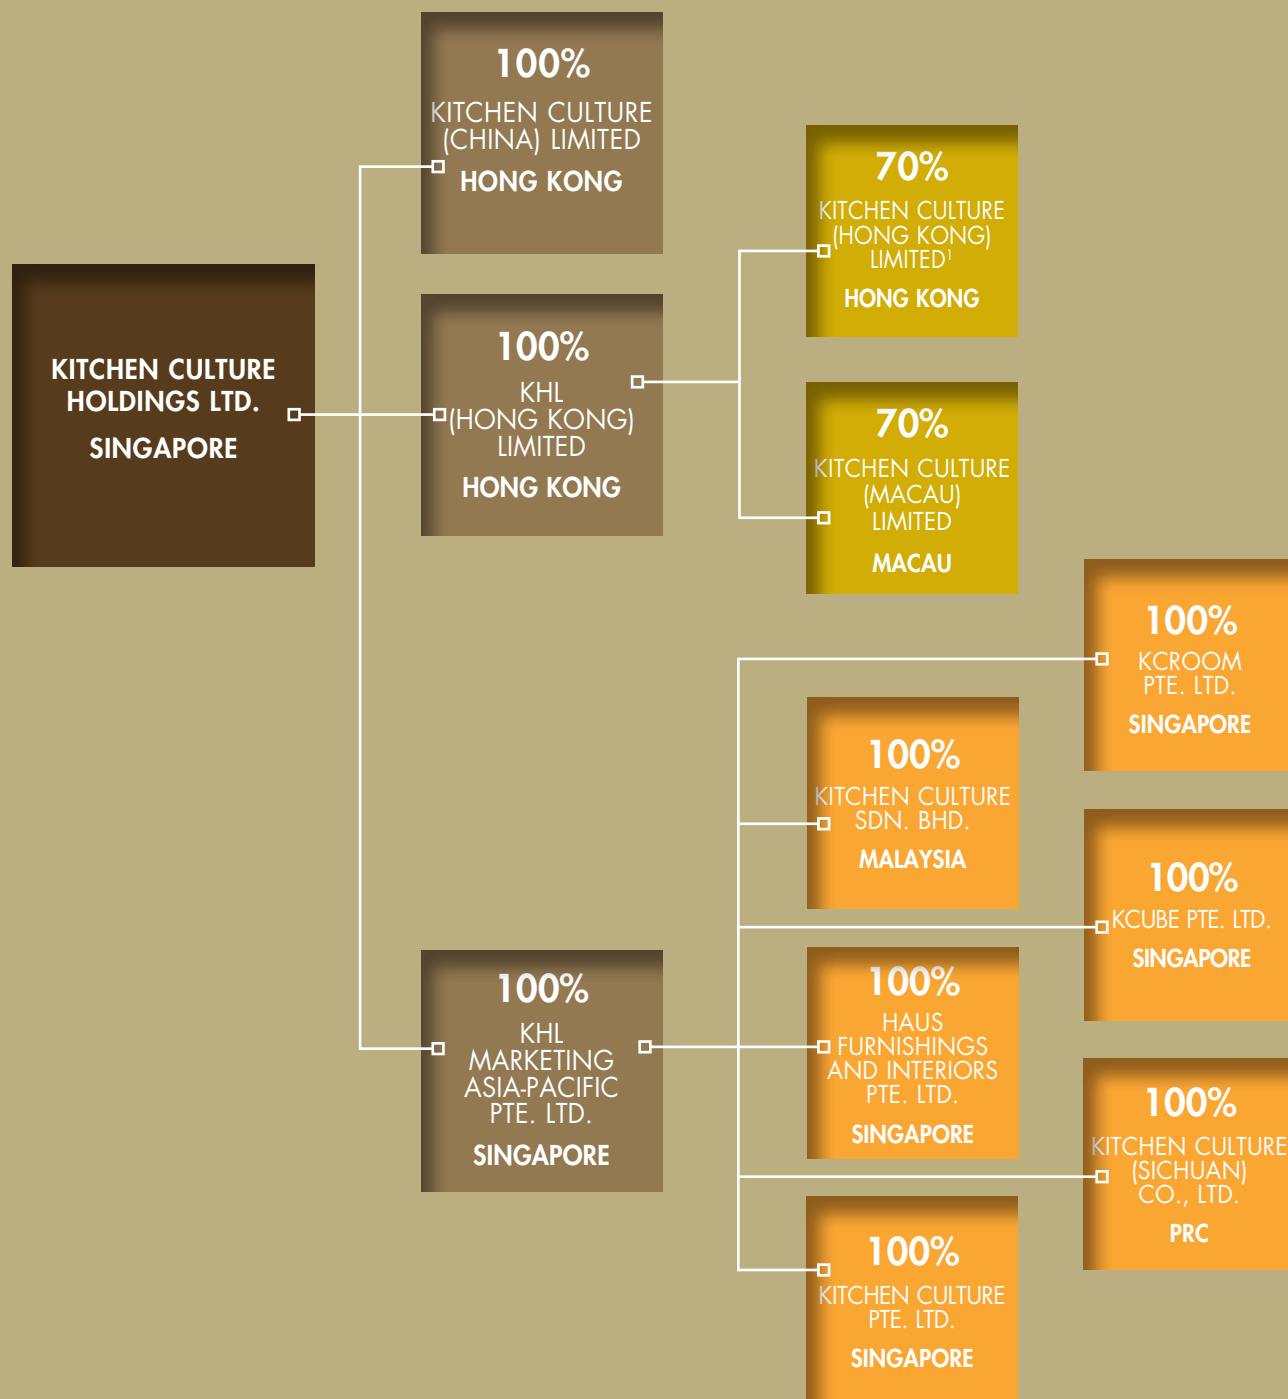 KITCHEN CULTURE
HOLDINGS LTD.
SINGAPORE
100%
KITCHEN CULTURE
(CHINA) LIMITED
HONG KONG
100%
KHL
(HONG KONG)
LIMITED
HONG KONG
70%
KITCHEN CULTURE
(HONG KONG)
LIMITED¹
HONG KONG
70%
KITCHEN CULTURE
(MACAU)
LIMITED
MACAU
100%
KHL
MARKETING
ASIA-PACIFIC
PTE. LTD.
SINGAPORE
100%
KCROOM
PTE. LTD.
SINGAPORE
100%
KITCHEN CULTURE
SDN. BHD.
MALAYSIA
100%
KCUBE PTE. LTD.
SINGAPORE
100%
HAUS
FURNISHINGS
AND INTERIORS
PTE. LTD.
SINGAPORE
100%
KITCHEN CULTURE
(SICHUAN)
CO., LTD.
PRC
100%
KITCHEN CULTURE
PTE. LTD.
SINGAPORE